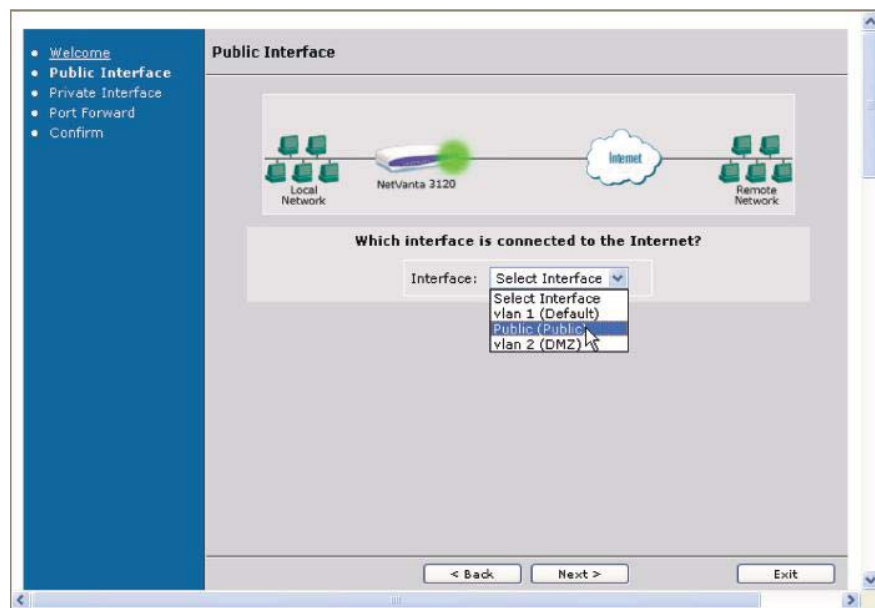 Welcome
Public Interface
Private Interface
Port Forward
Confirm
Public Interface
Local
Network
NetVanta 3120
Internet
Remote
Network
Which interface is connected to the Internet?
Interface: Select Interface
Select Interface
vlan 1 (Default)
Public (Public)
vlan 2 (DMZ)
< Back Next > Exit